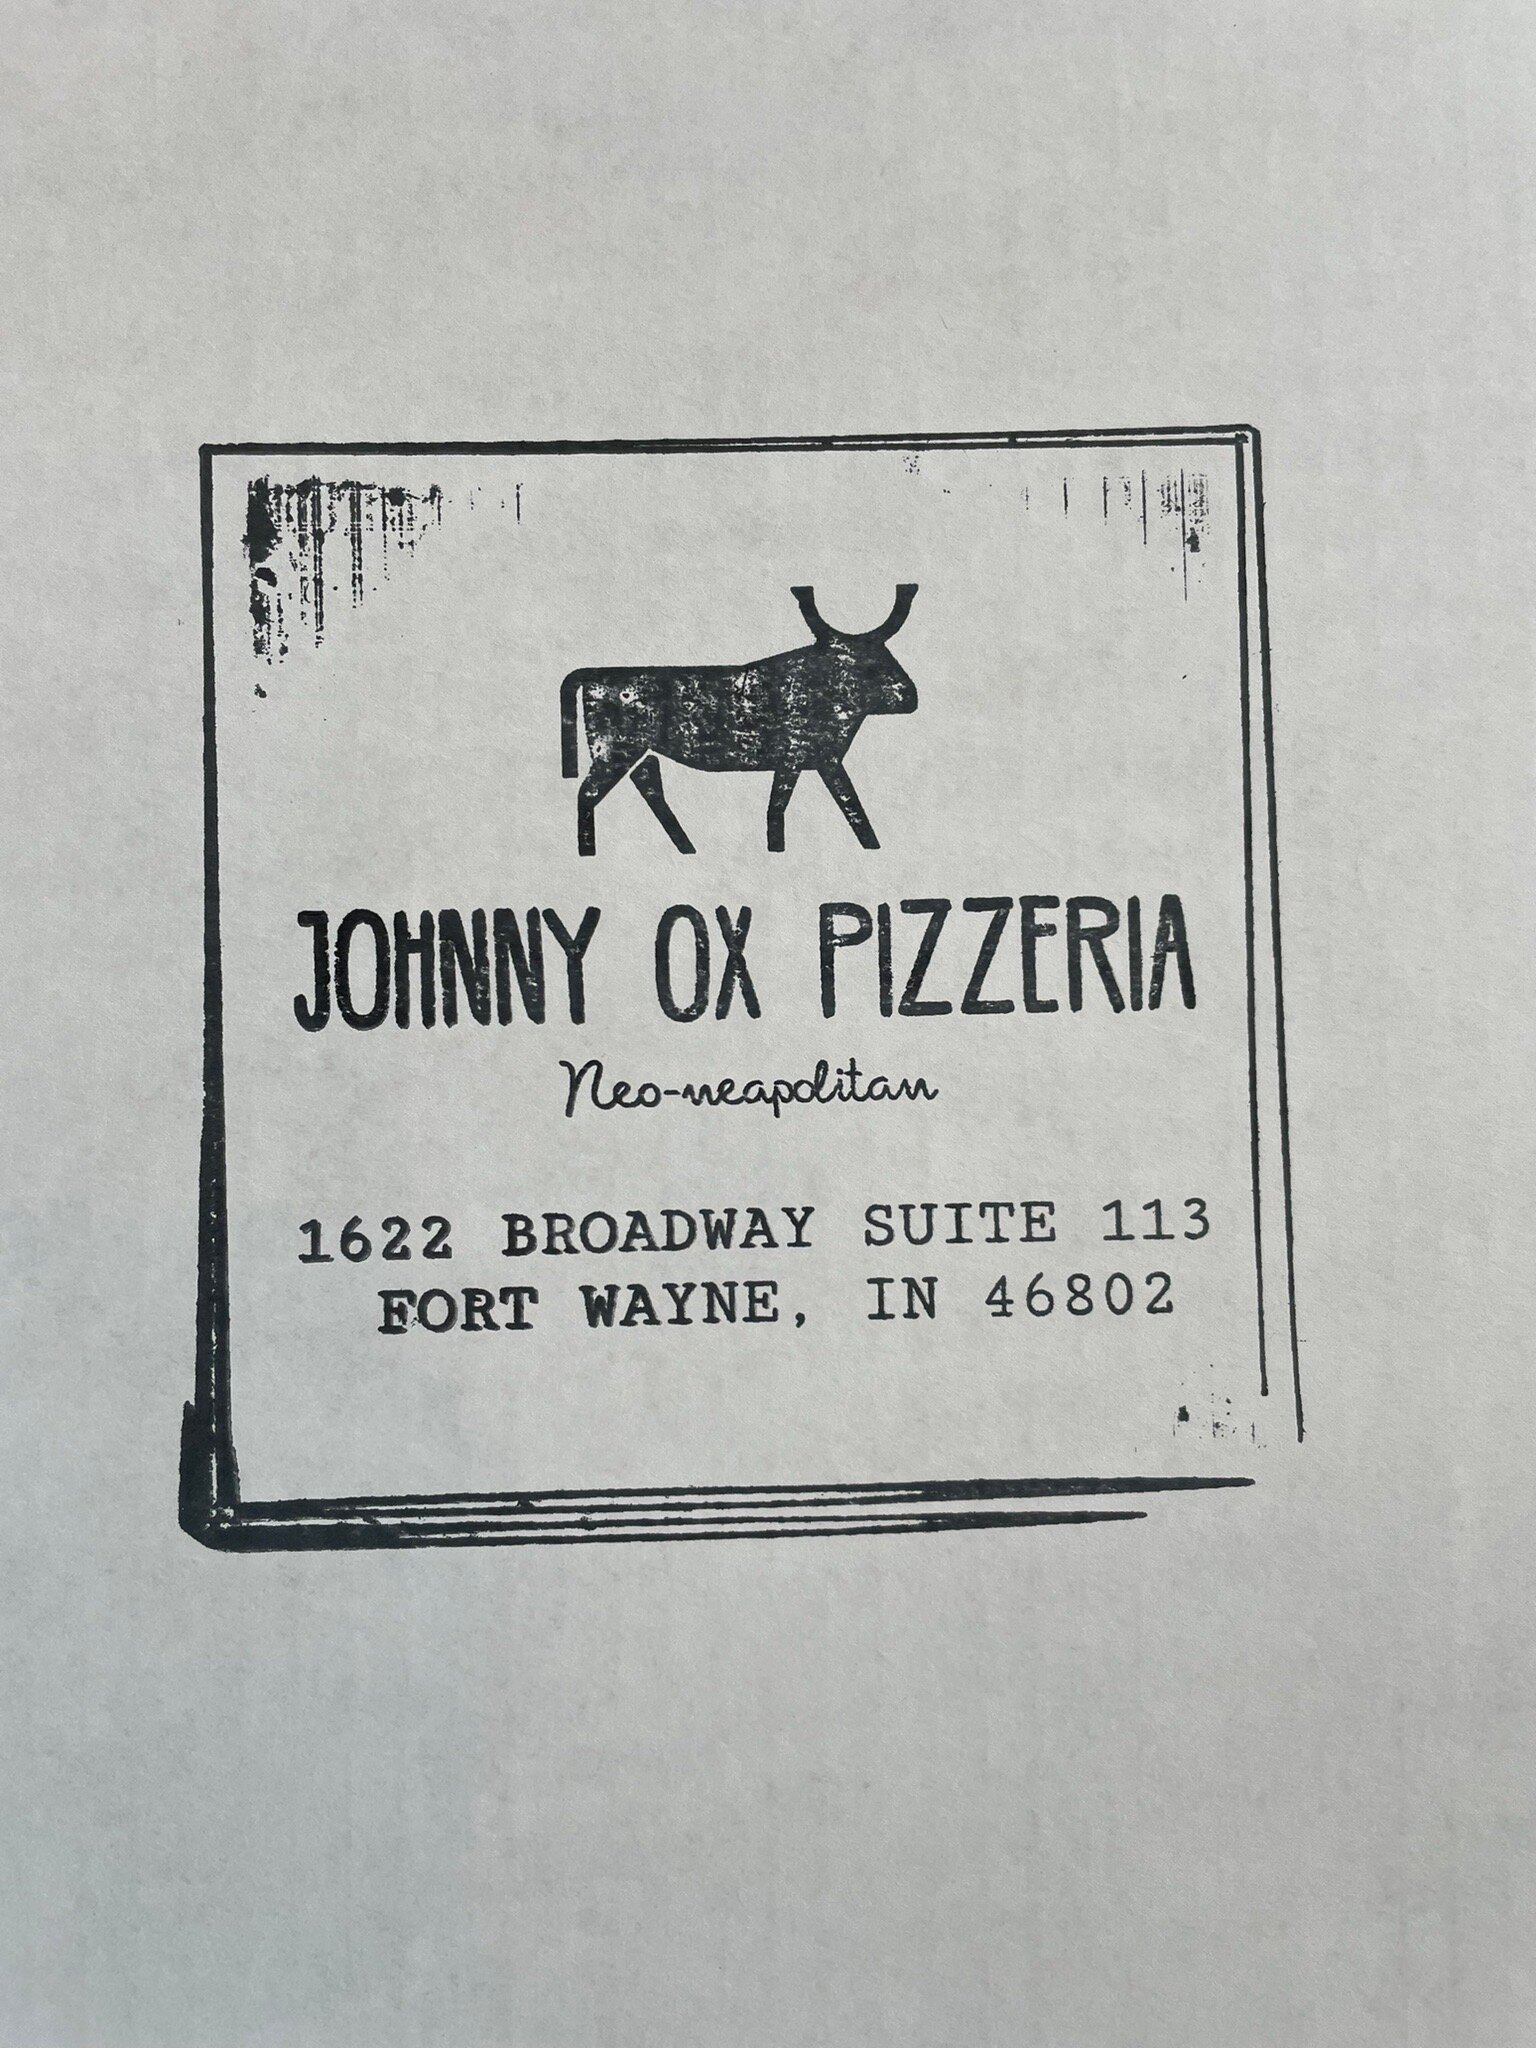 JOHNNY OX PIZZERIA
Neo-neapolitan
1622 BROADWAY SUITE 113
FORT WAYNE, IN 46802